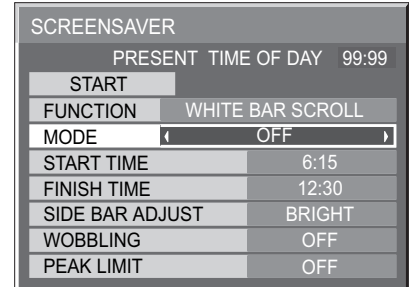 SCREENSAVER
PRESENT TIME OF DAY 99:99
START
FUNCTION WHITE BAR SCROLL
MODE OFF
START TIME 6:15
FINISH TIME 12:30
SIDE BAR ADJUST BRIGHT
WOBBLING OFF
PEAK LIMIT OFF